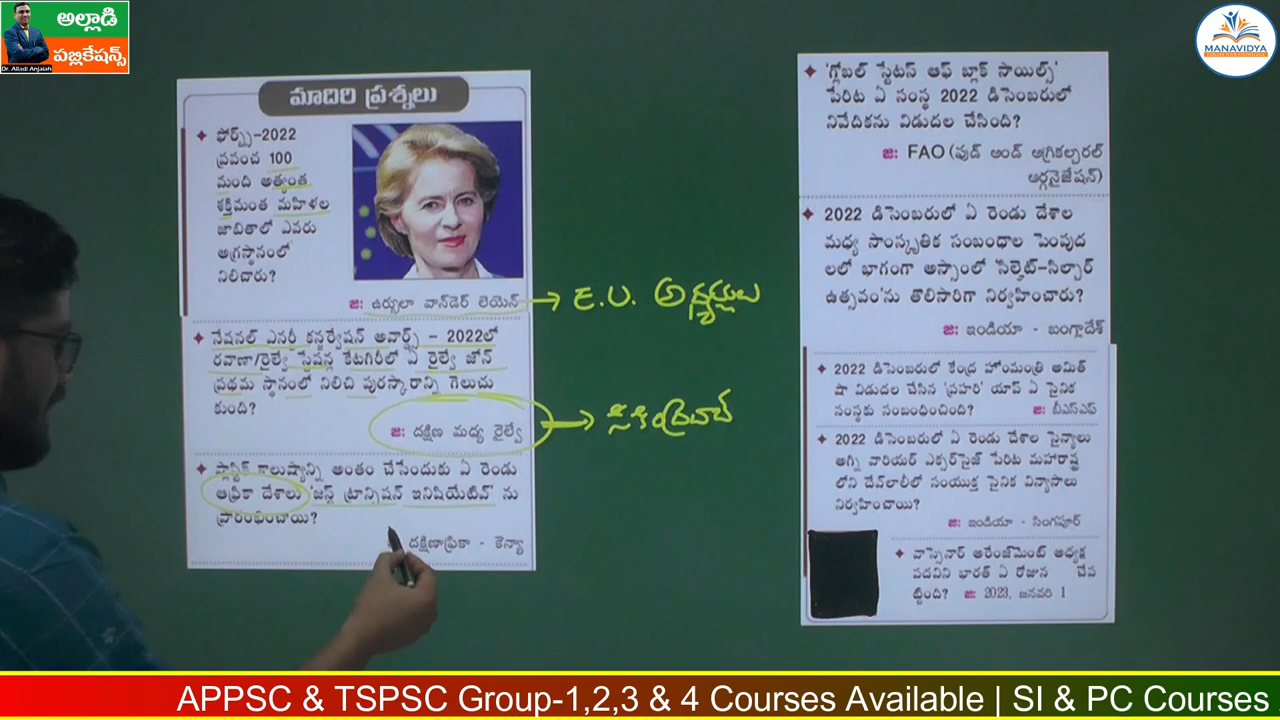 అల్లాడి
పబ్లికేషన్స్
Dr. Alladi Anjaiah
MANAVIDYA
మాదిరి ప్రశ్నలు
ఫోర్బ్స్-2022
ప్రపంచ 100
మంది అత్యంత
శక్తిమంత మహిళల
జాబితాలో ఎవరు
అగ్రస్థానంలో
నిలిచారు?
జ: ఉర్సులా వాన్‌డెర్ లెయెన్
E.U. అధ్యక్షుల
నేషనల్ ఎనర్జీ కన్జర్వేషన్ అవార్డ్స్ - 2022లో
రవాణా/రైల్వే స్టేషన్ల కేటగిరీలో ఏ రైల్వే జోన్
ప్రథమ స్థానంలో నిలిచి పురస్కారాన్ని గెలుచు
కుంది?
జ: దక్షిణ మధ్య రైల్వే
సికింద్రాబాద్
ప్లాస్టిక్ కాలుష్యాన్ని అంతం చేసేందుకు ఏ రెండు
ఆఫ్రికా దేశాలు 'జస్ట్ ట్రాన్సిషన్ ఇనిషియేటివ్' ను
ప్రారంభించాయి?
దక్షిణాఫ్రికా - కెన్యా
'గ్లోబల్ స్టేటస్ ఆఫ్ బ్లాక్ సాయిల్స్'
పేరిట ఏ సంస్థ 2022 డిసెంబరులో
నివేదికను విడుదల చేసింది?
జ: FAO (ఫుడ్ అండ్ అగ్రికల్చరల్
ఆర్గనైజేషన్)
2022 డిసెంబరులో ఏ రెండు దేశాల
మధ్య సాంస్కృతిక సంబంధాల పెంపుద
లలో భాగంగా అస్సాంలో 'సిల్హెట్-సిల్చార్
ఉత్సవం'ను తొలిసారిగా నిర్వహించారు?
జ: ఇండియా - బంగ్లాదేశ్
2022 డిసెంబరులో కేంద్ర హోంమంత్రి అమిత్
షా విడుదల చేసిన 'ప్రహరి' యాప్ ఏ సైనిక
సంస్థకు సంబంధించింది? జ: బీఎస్ఎఫ్
2022 డిసెంబరులో ఏ రెండు దేశాల సైన్యాలు
అగ్ని వారియర్ ఎక్సర్‌సైజ్ పేరిట మహారాష్ట్ర
లోని దేవ్‌లాలీలో సంయుక్త సైనిక విన్యాసాలు
నిర్వహించాయి?
జ: ఇండియా - సింగపూర్
వాస్సెనార్ అరేంజ్‌మెంట్ అధ్యక్ష
పదవిని భారత్ ఏ రోజున చేప
ట్టింది? జ: 2023, జనవరి 1
APPSC & TSPSC Group-1,2,3 & 4 Courses Available | SI & PC Courses